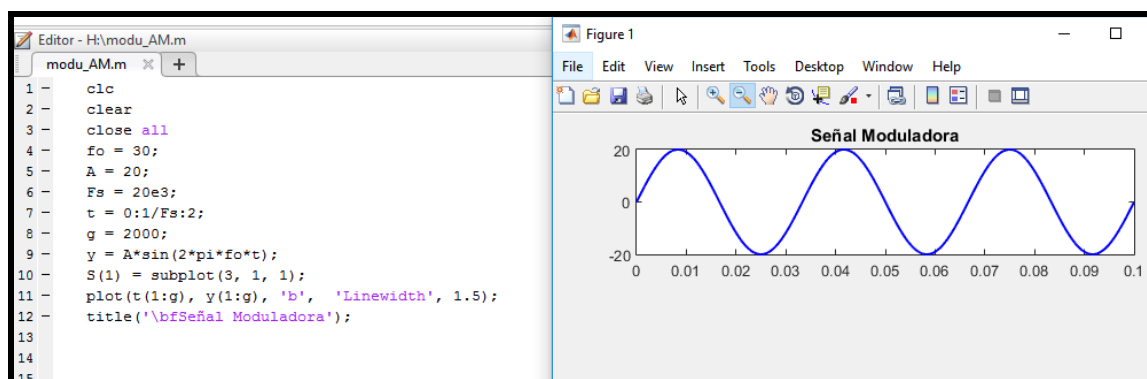 Editor - H:\modu_AM.m
modu_AM.m
1 - clc
2 - clear
3 - close all
4 - fo = 30;
5 - A = 20;
6 - Fs = 20e3;
7 - t = 0:1/Fs:2;
8 - g = 2000;
9 - y = A*sin(2*pi*fo*t);
10 - S(1) = subplot(3, 1, 1);
11 - plot(t(1:g), y(1:g), 'b',  'Linewidth', 1.5);
12 - title('\bfSeñal Moduladora');
13
14
15
Figure 1
File Edit View Insert Tools Desktop Window Help
Señal Moduladora
20
0
-20
0 0.01 0.02 0.03 0.04 0.05 0.06 0.07 0.08 0.09 0.1